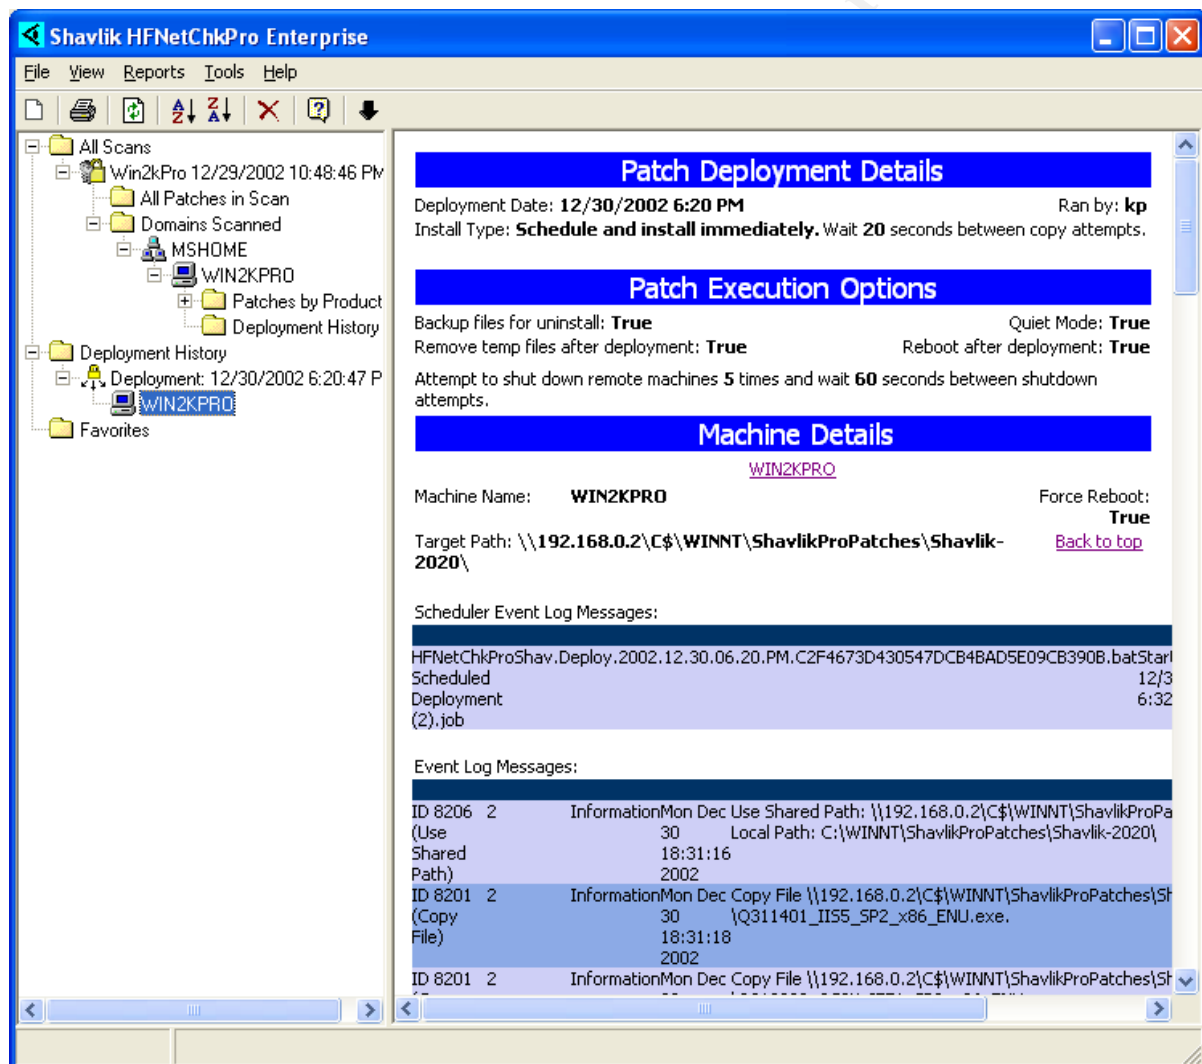 Shavlik HFNetChkPro Enterprise
File View Reports Tools Help
All Scans
Win2kPro 12/29/2002 10:48:46 PM
All Patches in Scan
Domains Scanned
MSHOME
WIN2KPRO
Patches by Product
Deployment History
Deployment History
Deployment: 12/30/2002 6:20:47 P
WIN2KPRO
Favorites
Patch Deployment Details
Deployment Date: 12/30/2002 6:20 PM Ran by: kp
Install Type: Schedule and install immediately. Wait 20 seconds between copy attempts.
Patch Execution Options
Backup files for uninstall: True Quiet Mode: True
Remove temp files after deployment: True Reboot after deployment: True
Attempt to shut down remote machines 5 times and wait 60 seconds between shutdown
attempts.
Machine Details
WIN2KPRO
Machine Name: WIN2KPRO Force Reboot:
True
Target Path: \\192.168.0.2\C$\WINNT\ShavlikProPatches\Shavlik- Back to top
2020\
Scheduler Event Log Messages:
HFNetChkProShav.Deploy.2002.12.30.06.20.PM.C2F4673D430547DCB4BAD5E09CB390B.batStar
Scheduled 12/3
Deployment 6:32
(2).job
Event Log Messages:
ID 8206 2 InformationMon Dec Use Shared Path: \\192.168.0.2\C$\WINNT\ShavlikProPa
(Use 30 Local Path: C:\WINNT\ShavlikProPatches\Shavlik-2020\
Shared 18:31:16
Path) 2002
ID 8201 2 InformationMon Dec Copy File \\192.168.0.2\C$\WINNT\ShavlikProPatches\Sh
(Copy 30 \Q311401_IIS5_SP2_x86_ENU.exe.
File) 18:31:18
2002
ID 8201 2 InformationMon Dec Copy File \\192.168.0.2\C$\WINNT\ShavlikProPatches\Sh